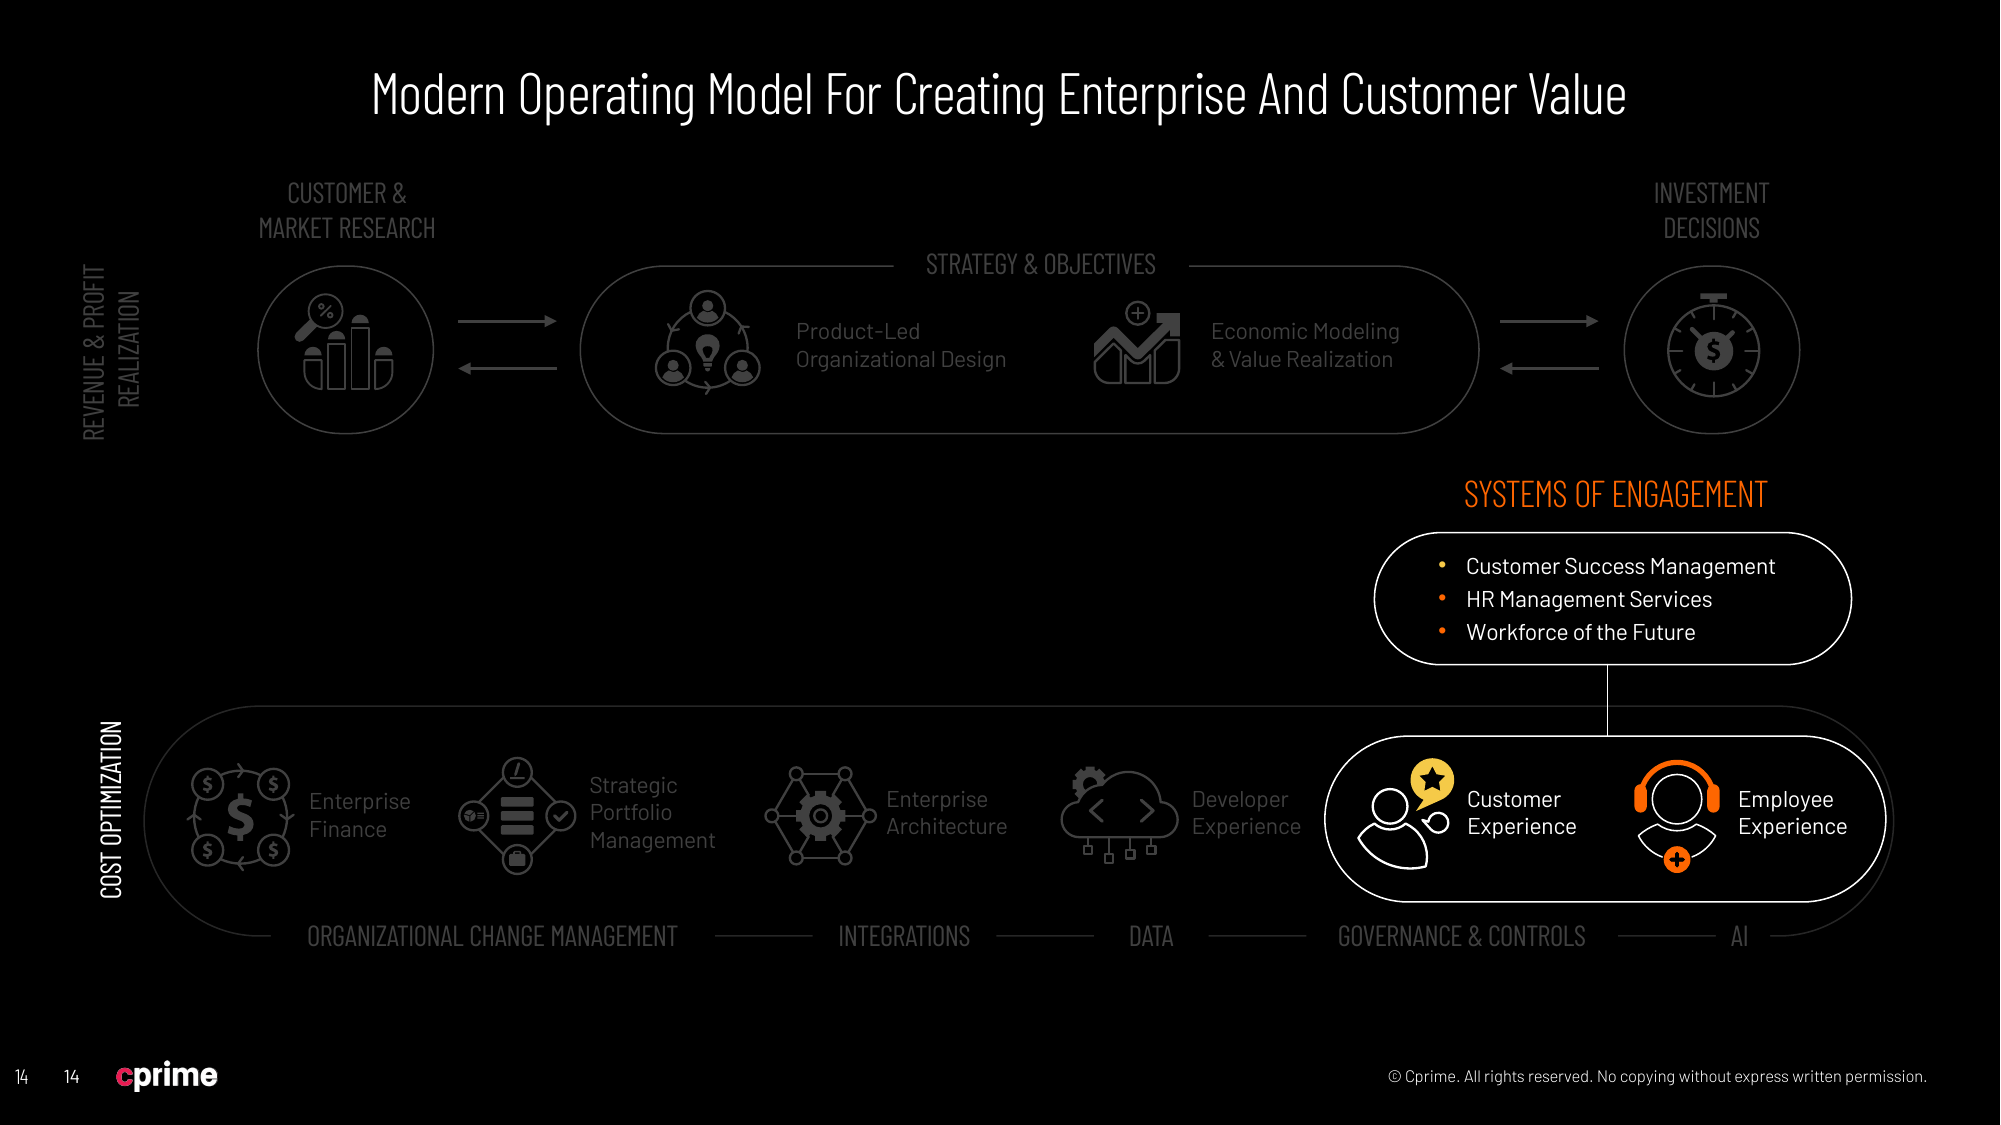 Modern Operating Model For Creating Enterprise And Customer Value
CUSTOMER &
MARKET RESEARCH
INVESTMENT
DECISIONS
REVENUE & PROFIT
REALIZATION
STRATEGY & OBJECTIVES
%
Product-Led
Organizational Design
Economic Modeling
& Value Realization
$
SYSTEMS OF ENGAGEMENT
• Customer Success Management
• HR Management Services
• Workforce of the Future
COST OPTIMIZATION
$ $
$
$ $
Enterprise
Finance
Strategic
Portfolio
Management
Enterprise
Architecture
Developer
Experience
Customer
Experience
Employee
Experience
ORGANIZATIONAL CHANGE MANAGEMENT
INTEGRATIONS
DATA
GOVERNANCE & CONTROLS
AI
14 14 cprime
© Cprime. All rights reserved. No copying without express written permission.